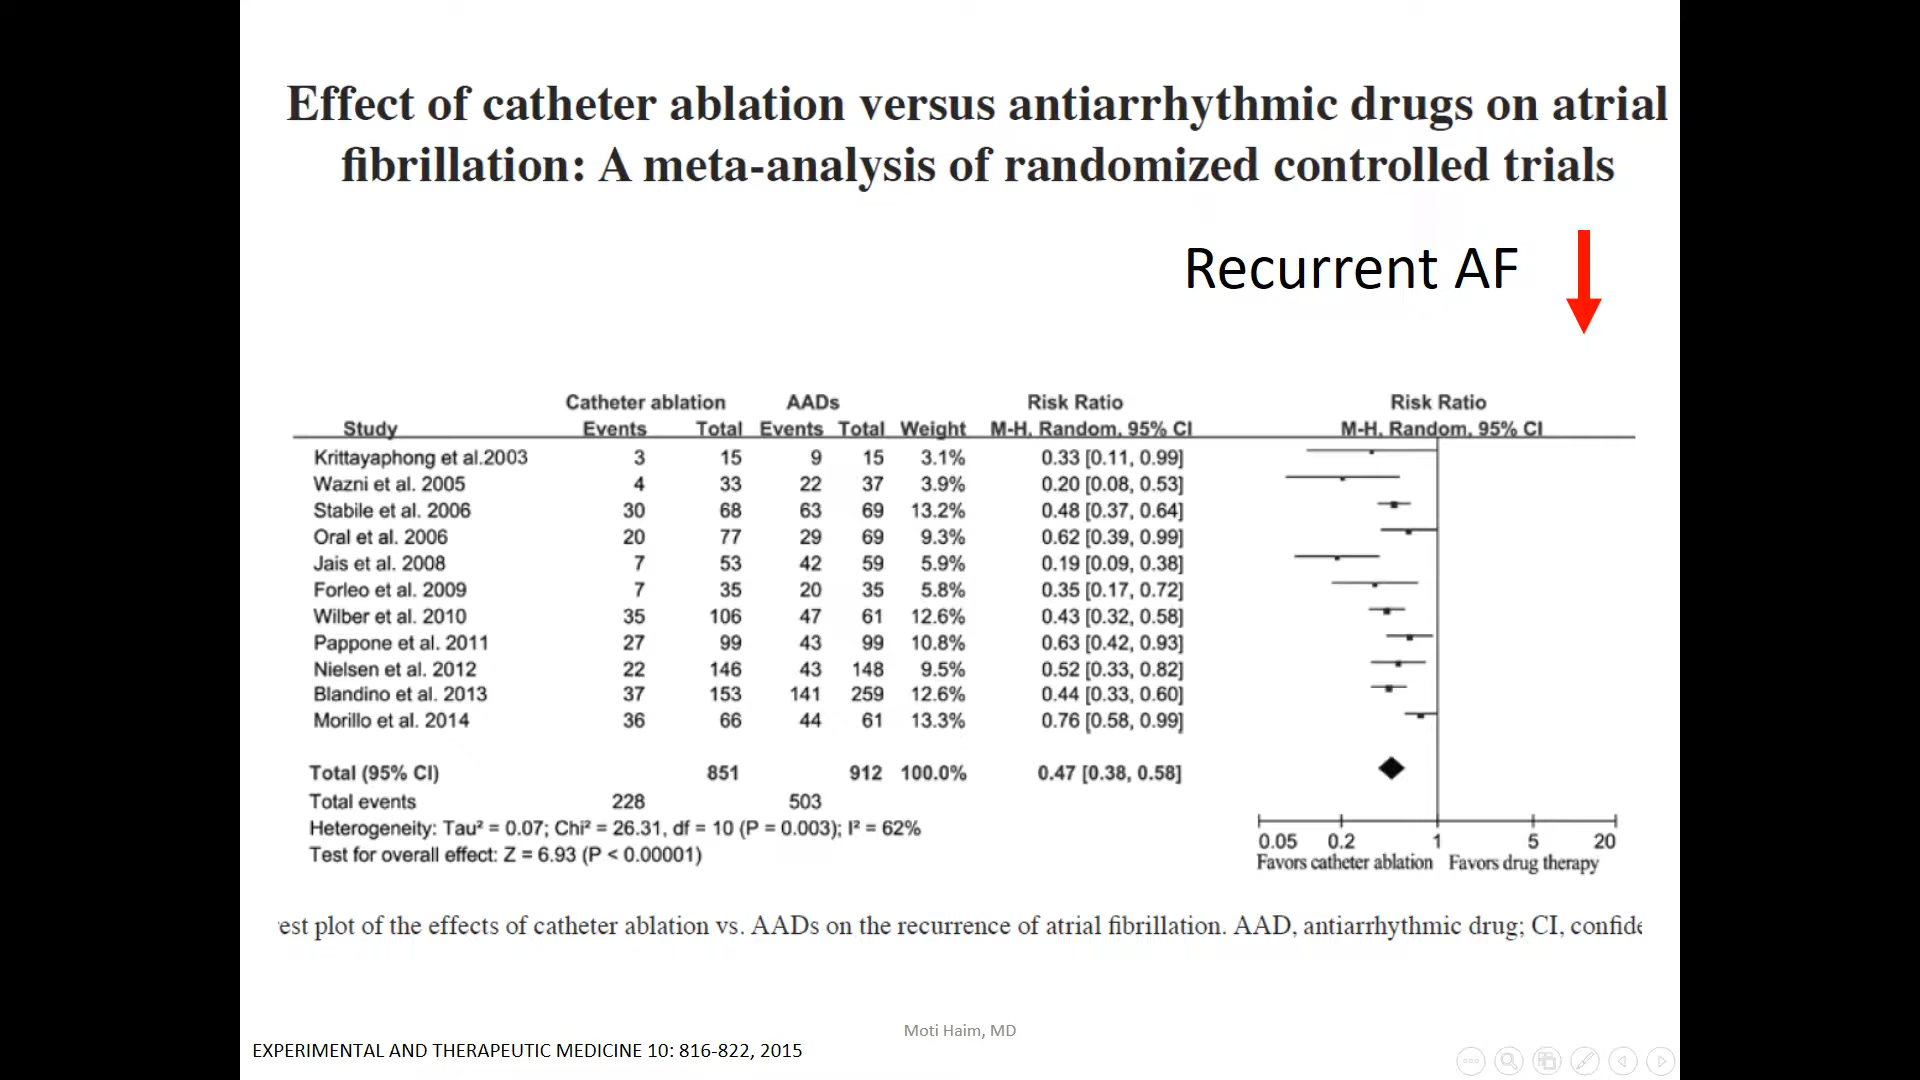 Effect of catheter ablation versus antiarrhythmic drugs on atrial
fibrillation: A meta-analysis of randomized controlled trials
Recurrent AF
Catheter ablation AADs Risk Ratio Risk Ratio
Study Events Total Events Total Weight M-H, Random, 95% CI M-H, Random, 95% CI
Krittayaphong et al.2003 3 15 9 15 3.1% 0.33 [0.11, 0.99]
Wazni et al. 2005 4 33 22 37 3.9% 0.20 [0.08, 0.53]
Stabile et al. 2006 30 68 63 69 13.2% 0.48 [0.37, 0.64]
Oral et al. 2006 20 77 29 69 9.3% 0.62 [0.39, 0.99]
Jais et al. 2008 7 53 42 59 5.9% 0.19 [0.09, 0.38]
Forleo et al. 2009 7 35 20 35 5.8% 0.35 [0.17, 0.72]
Wilber et al. 2010 35 106 47 61 12.6% 0.43 [0.32, 0.58]
Pappone et al. 2011 27 99 43 99 10.8% 0.63 [0.42, 0.93]
Nielsen et al. 2012 22 146 43 148 9.5% 0.52 [0.33, 0.82]
Blandino et al. 2013 37 153 141 259 12.6% 0.44 [0.33, 0.60]
Morillo et al. 2014 36 66 44 61 13.3% 0.76 [0.58, 0.99]
Total (95% CI) 851 912 100.0% 0.47 [0.38, 0.58]
Total events 228 503
Heterogeneity: Tau² = 0.07; Chi² = 26.31, df = 10 (P = 0.003); I² = 62%
Test for overall effect: Z = 6.93 (P < 0.00001)
0.05 0.2 1 5 20
Favors catheter ablation Favors drug therapy
est plot of the effects of catheter ablation vs. AADs on the recurrence of atrial fibrillation. AAD, antiarrhythmic drug; CI, confide
Moti Haim, MD
EXPERIMENTAL AND THERAPEUTIC MEDICINE 10: 816-822, 2015